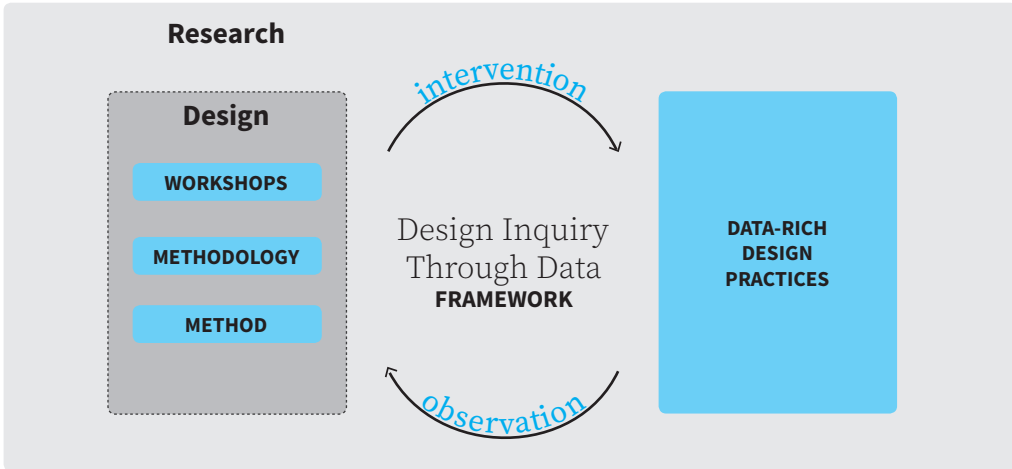 Research
Design
WORKSHOPS
METHODOLOGY
METHOD
intervention
Design Inquiry
Through Data
FRAMEWORK
observation
DATA-RICH
DESIGN
PRACTICES